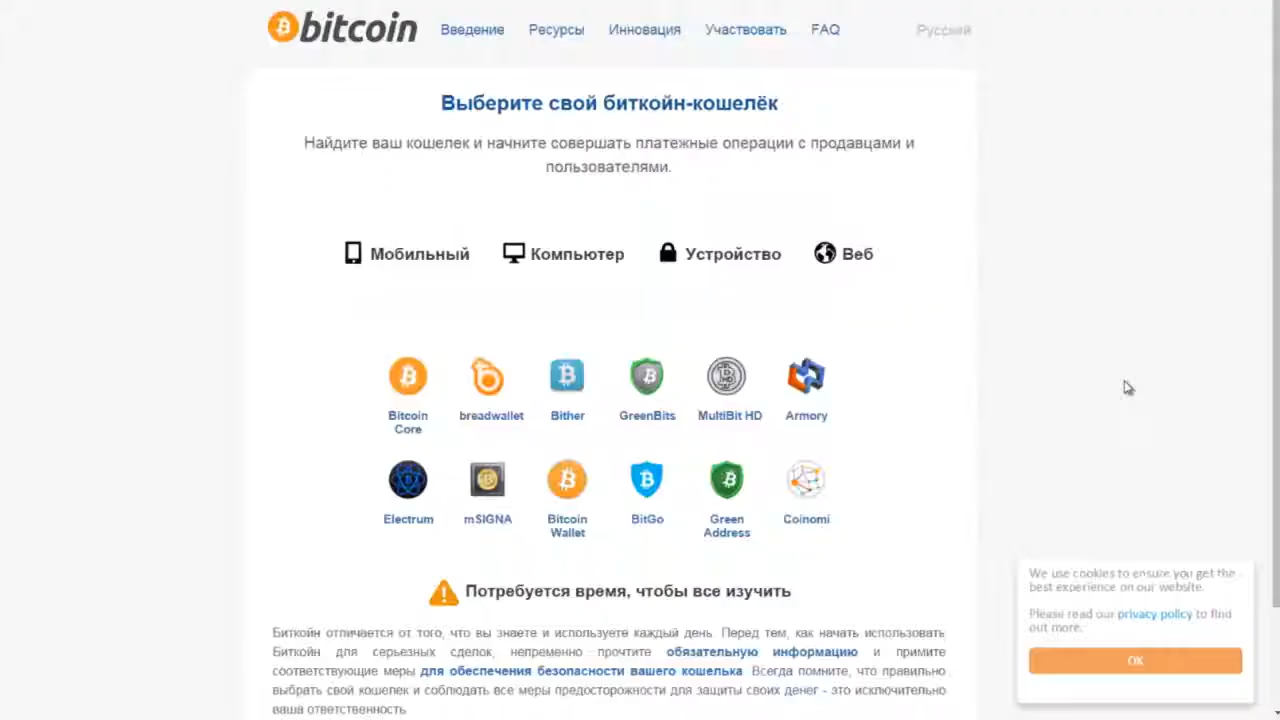 bitcoin Введение Ресурсы Инновация Участвовать FAQ Русский
Выберите свой биткойн-кошелёк
Найдите ваш кошелек и начните совершать платежные операции с продавцами и
пользователями.
Мобильный Компьютер Устройство Веб
Bitcoin Core breadwallet Bither GreenBits MultiBit HD Armory
Electrum mSIGNA Bitcoin Wallet BitGo Green Address Coinomi
Потребуется время, чтобы все изучить
Биткойн отличается от того, что вы знаете и используете каждый день. Перед тем, как начать использовать
Биткойн для серьезных сделок, непременно прочтите обязательную информацию и примите
соответствующие меры для обеспечения безопасности вашего кошелька. Всегда помните, что правильно
выбрать свой кошелек и соблюдать все меры предосторожности для защиты своих денег - это исключительно
ваша ответственность.
We use cookies to ensure you get the
best experience on our website.
Please read our privacy policy to find
out more.
OK